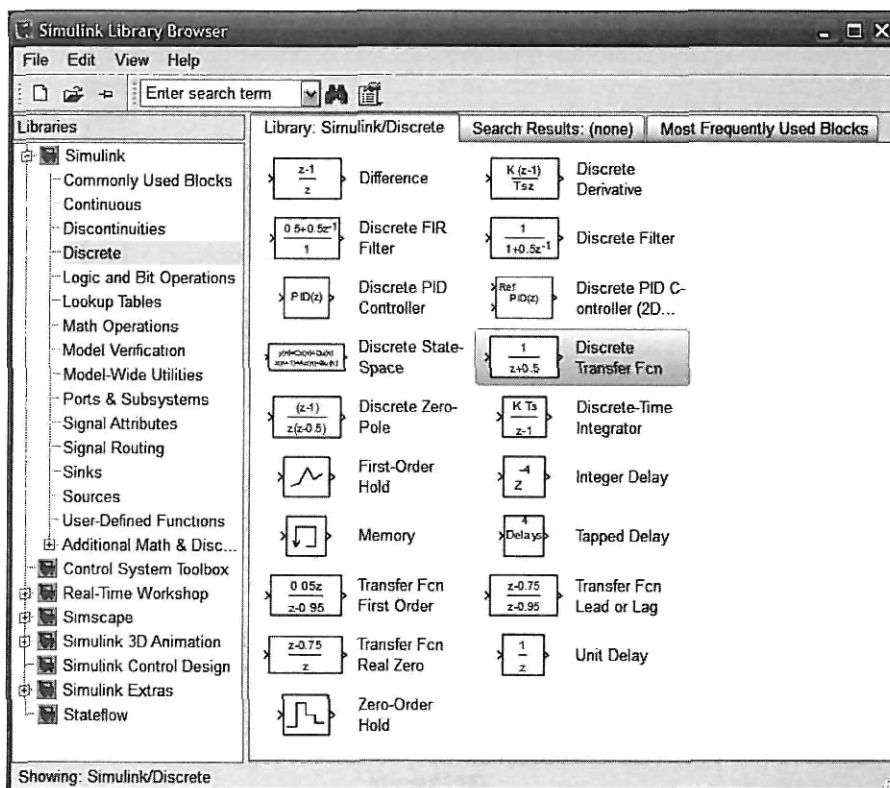 Simulink Library Browser
File Edit View Help
Enter search term
Libraries
Library: Simulink/Discrete
Search Results: (none)
Most Frequently Used Blocks
Simulink
Commonly Used Blocks
Continuous
Discontinuities
Discrete
Logic and Bit Operations
Lookup Tables
Math Operations
Model Verification
Model-Wide Utilities
Ports & Subsystems
Signal Attributes
Signal Routing
Sinks
Sources
User-Defined Functions
Additional Math & Disc...
Control System Toolbox
Real-Time Workshop
Simscape
Simulink 3D Animation
Simulink Control Design
Simulink Extras
Stateflow
z-1
z
Difference
K (z-1)
Tsz
Discrete
Derivative
0 5+0.5z⁻¹
1
Discrete FIR
Filter
1
1+0.5z⁻¹
Discrete Filter
PID(z)
Discrete PID
Controller
Ref
PID(z)
Discrete PID C-
ontroller (2D...
Discrete State-
Space
1
z+0.5
Discrete
Transfer Fcn
(z-1)
z(z-0.5)
Discrete Zero-
Pole
K Ts
z-1
Discrete-Time
Integrator
First-Order
Hold
z⁻⁴
Integer Delay
Memory
4
Delays
Tapped Delay
0 05z
z-0 95
Transfer Fcn
First Order
z-0.75
z-0.95
Transfer Fcn
Lead or Lag
z-0.75
z
Transfer Fcn
Real Zero
1
z
Unit Delay
Zero-Order
Hold
Showing: Simulink/Discrete